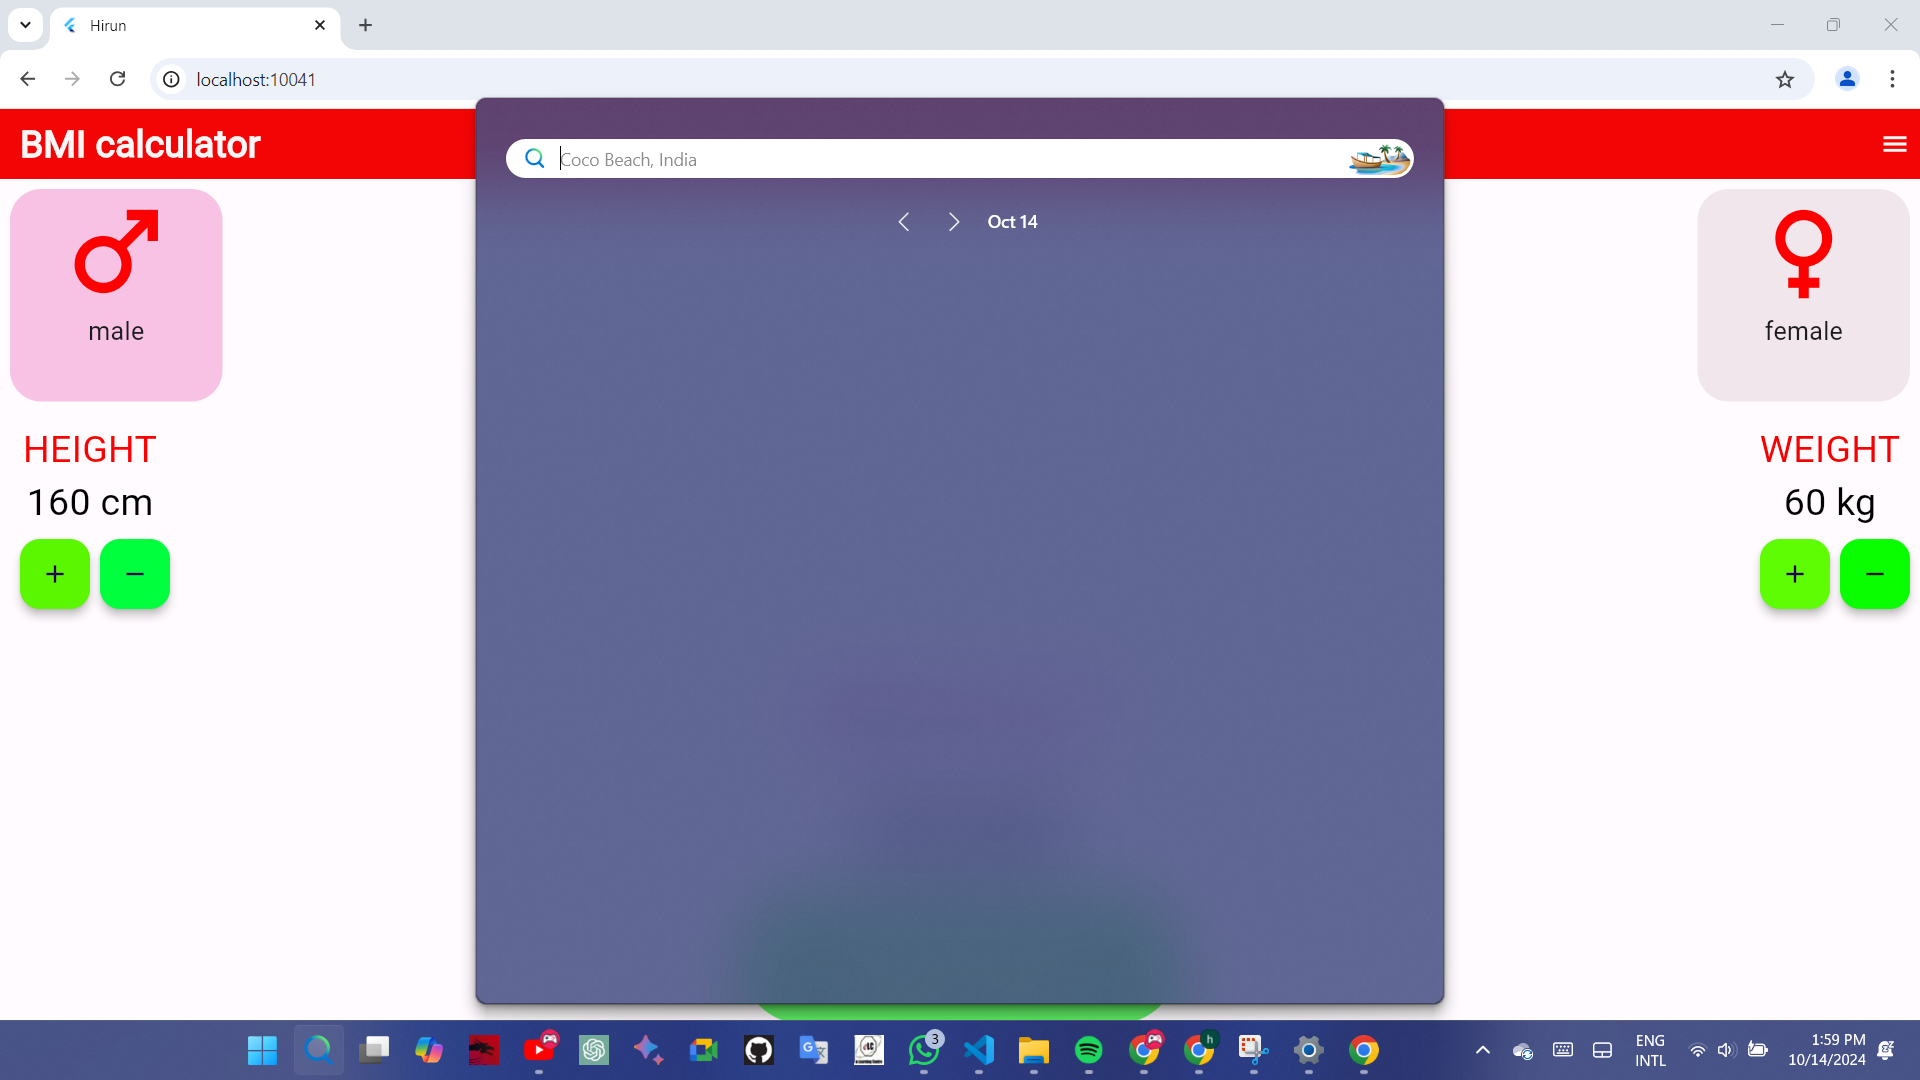 Hirun
localhost:10041
BMI calculator
Coco Beach, India
Oct 14
male
female
HEIGHT
WEIGHT
160 cm
60 kg
+ −
+ −
3
h
ENG
INTL
1:59 PM
10/14/2024